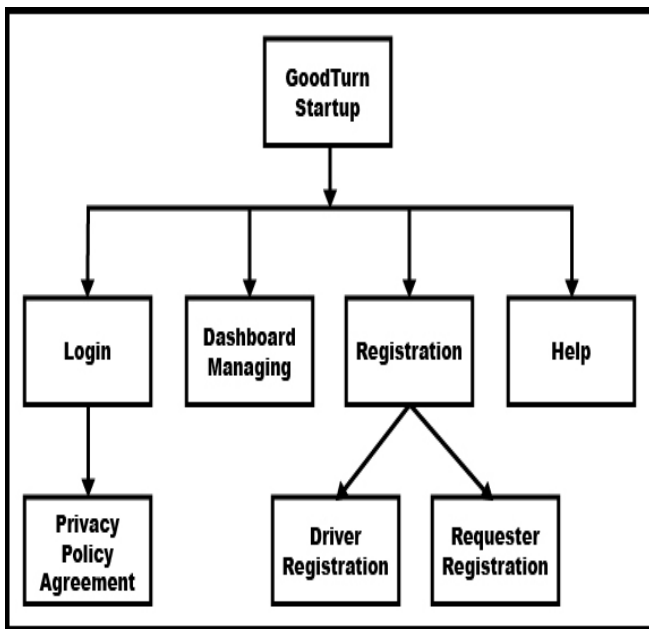 GoodTurn
Startup
Login
Dashboard
Managing
Registration
Help
Privacy
Policy
Agreement
Driver
Registration
Requester
Registration